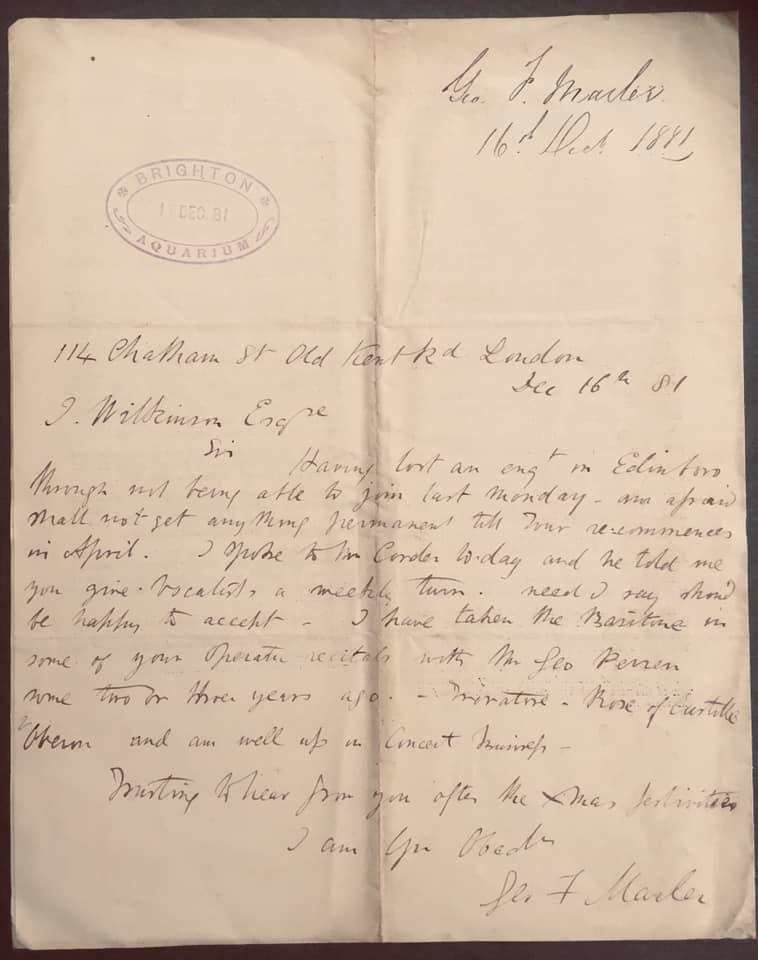 Geo. F. Marler.
16th Dec. 1881
BRIGHTON
1 DEC. 81
AQUARIUM
114 Chatham St Old Kent Rd London
Dec 16th 81
J. Wilkinson Esqre
Sir Having lost an engt in Edinboro
through not being able to join last Monday - am afraid
shall not get anything permanent till Tour re-commences
in April. I spoke to Mr Corder to-day and he told me
you give Vocalists a weekly turn. need I say should
be happy to accept - I have taken the Baritone in
some of your Operatic recitals with Mr Geo Perren
some two or three years ago. - Trovatore - Rose of Castille
& Oberon and am well up in Concert Business -
Trusting to hear from you after the Xmas festivities
I am Yr Obedt
Geo F Marler